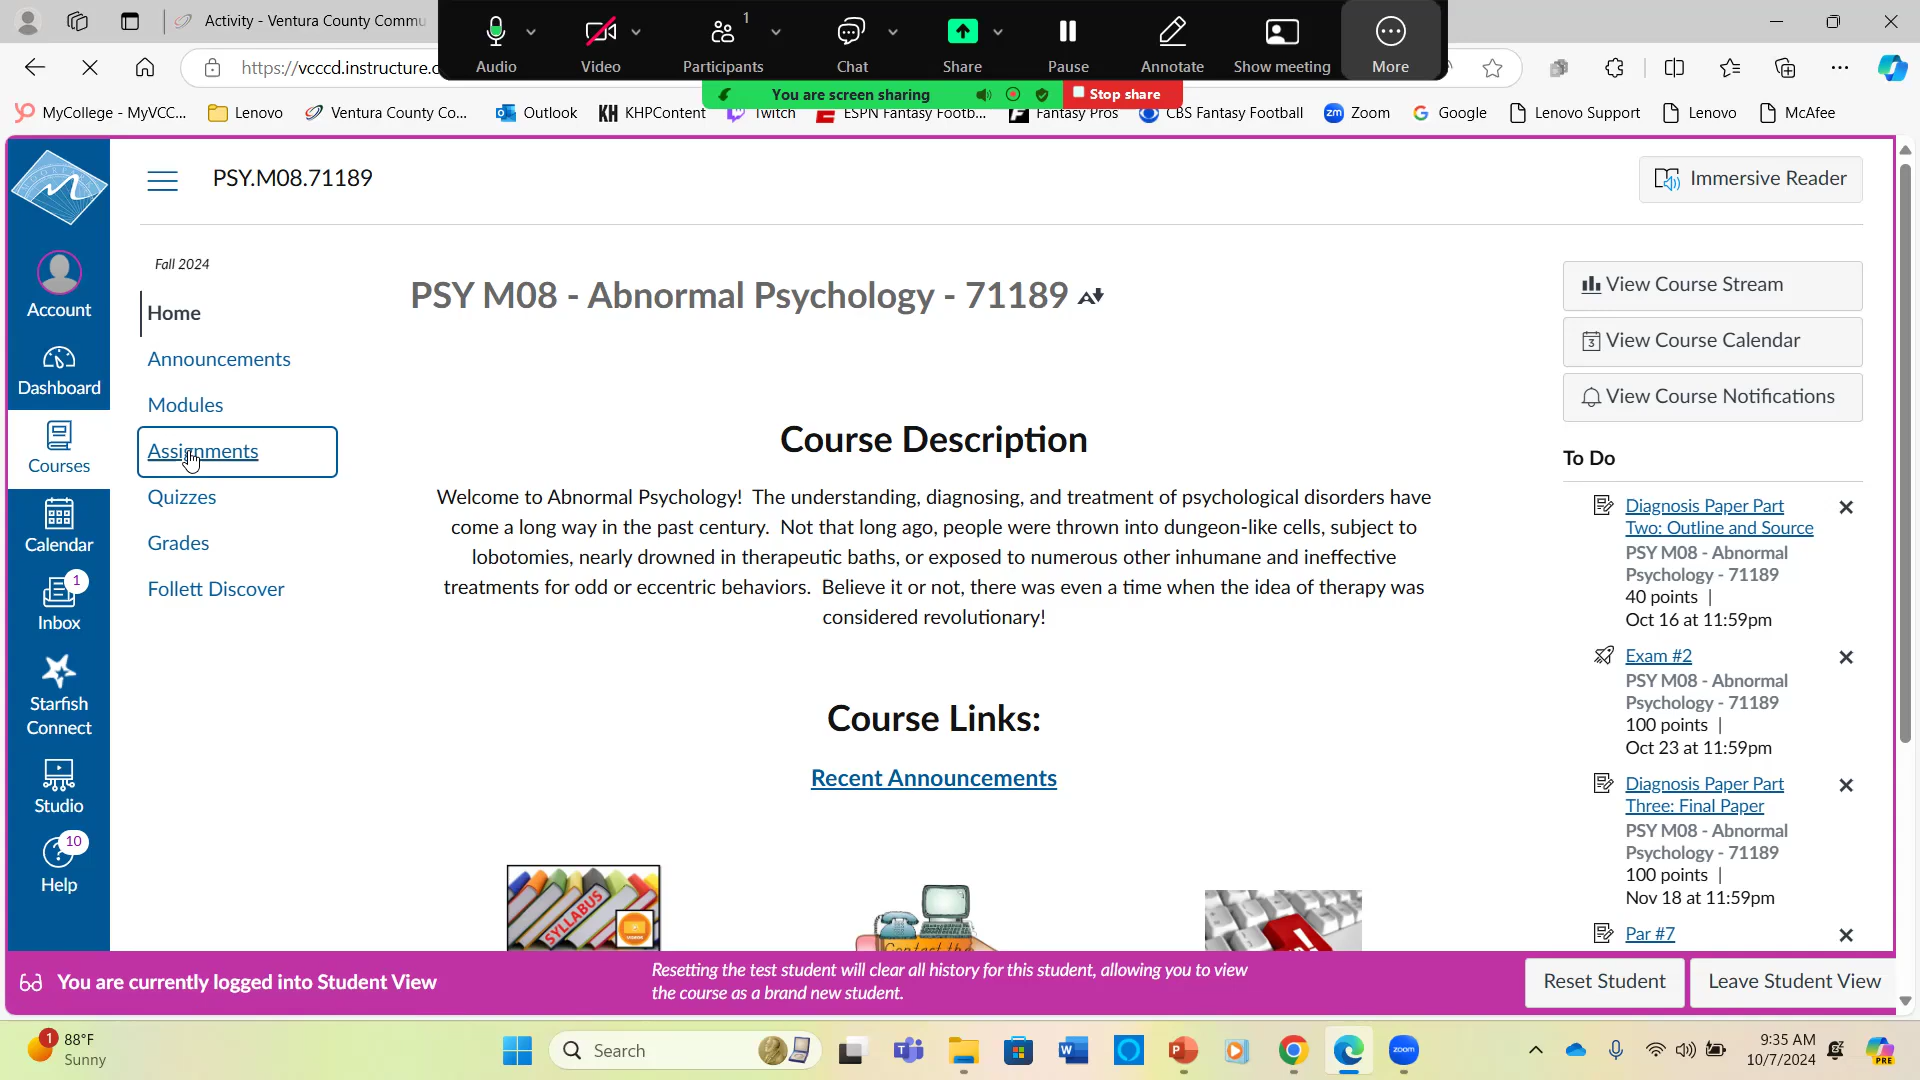 Activity - Ventura County Commu
Audio
Video
1
Participants
Chat
Share
Pause
Annotate
Show meeting
More
You are screen sharing
Stop share
https://vcccd.instructure.c
MyCollege - MyVCC...
Lenovo
Ventura County Co...
Outlook
KHPContent
Twitch
ESPN Fantasy Footb...
Fantasy Pros
CBS Fantasy Football
Zoom
Google
Lenovo Support
Lenovo
McAfee
PSY.M08.71189
Immersive Reader
Account
Dashboard
Courses
Calendar
1
Inbox
Starfish
Connect
Studio
10
Help
Fall 2024
Home
Announcements
Modules
Assignments
Quizzes
Grades
Follett Discover
PSY M08 - Abnormal Psychology - 71189
Course Description
Welcome to Abnormal Psychology!  The understanding, diagnosing, and treatment of psychological disorders have
come a long way in the past century.  Not that long ago, people were thrown into dungeon-like cells, subject to
lobotomies, nearly drowned in therapeutic baths, or exposed to numerous other inhumane and ineffective
treatments for odd or eccentric behaviors.  Believe it or not, there was even a time when the idea of therapy was
considered revolutionary!
Course Links:
Recent Announcements
SYLLABUS
View Course Stream
3
View Course Calendar
View Course Notifications
To Do
Diagnosis Paper Part
Two: Outline and Source
PSY M08 - Abnormal
Psychology - 71189
40 points |
Oct 16 at 11:59pm
Exam #2
PSY M08 - Abnormal
Psychology - 71189
100 points |
Oct 23 at 11:59pm
Diagnosis Paper Part
Three: Final Paper
PSY M08 - Abnormal
Psychology - 71189
100 points |
Nov 18 at 11:59pm
Par #7
You are currently logged into Student View
Resetting the test student will clear all history for this student, allowing you to view
the course as a brand new student.
Reset Student
Leave Student View
1
88°F
Sunny
Search
zoom
9:35 AM
10/7/2024
PRE